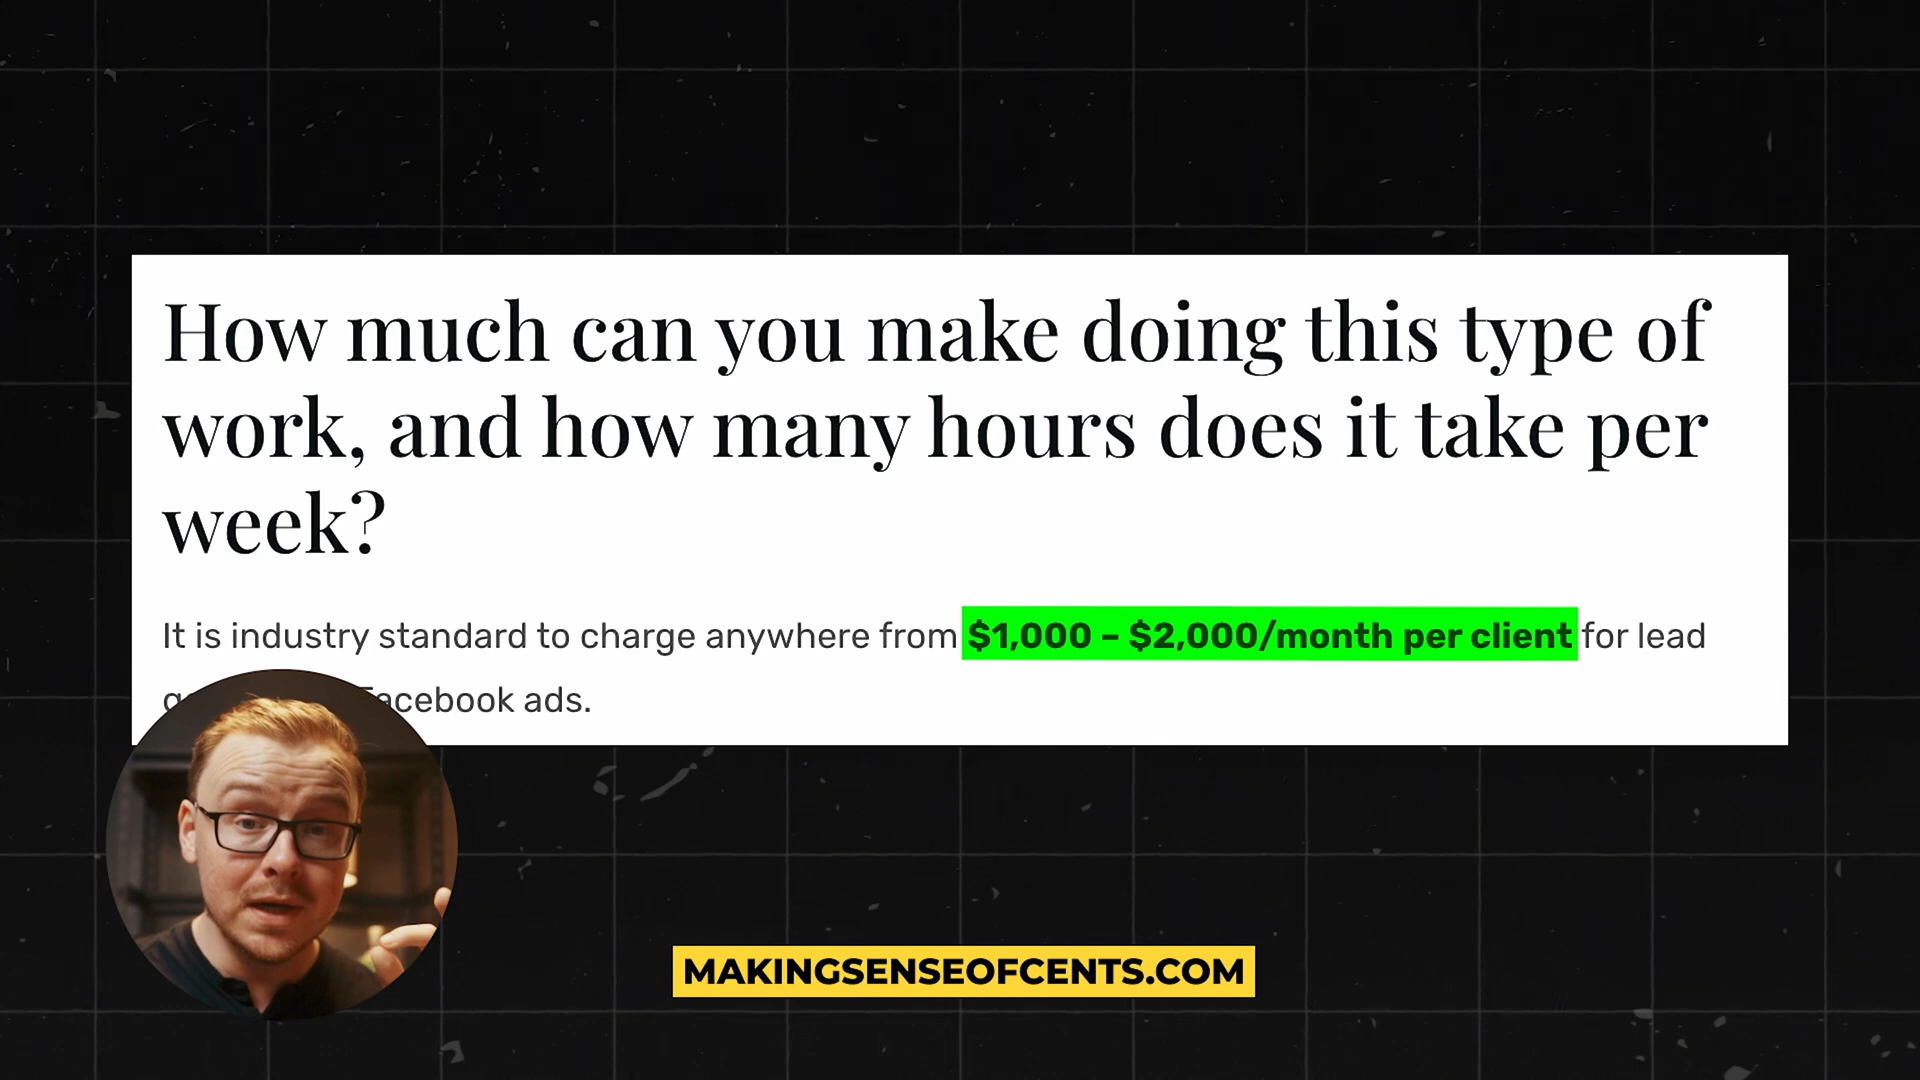 How much can you make doing this type of
work, and how many hours does it take per
week?
It is industry standard to charge anywhere from $1,000 – $2,000/month per client for lead
ads.
MAKINGSENSEOFCENTS.COM